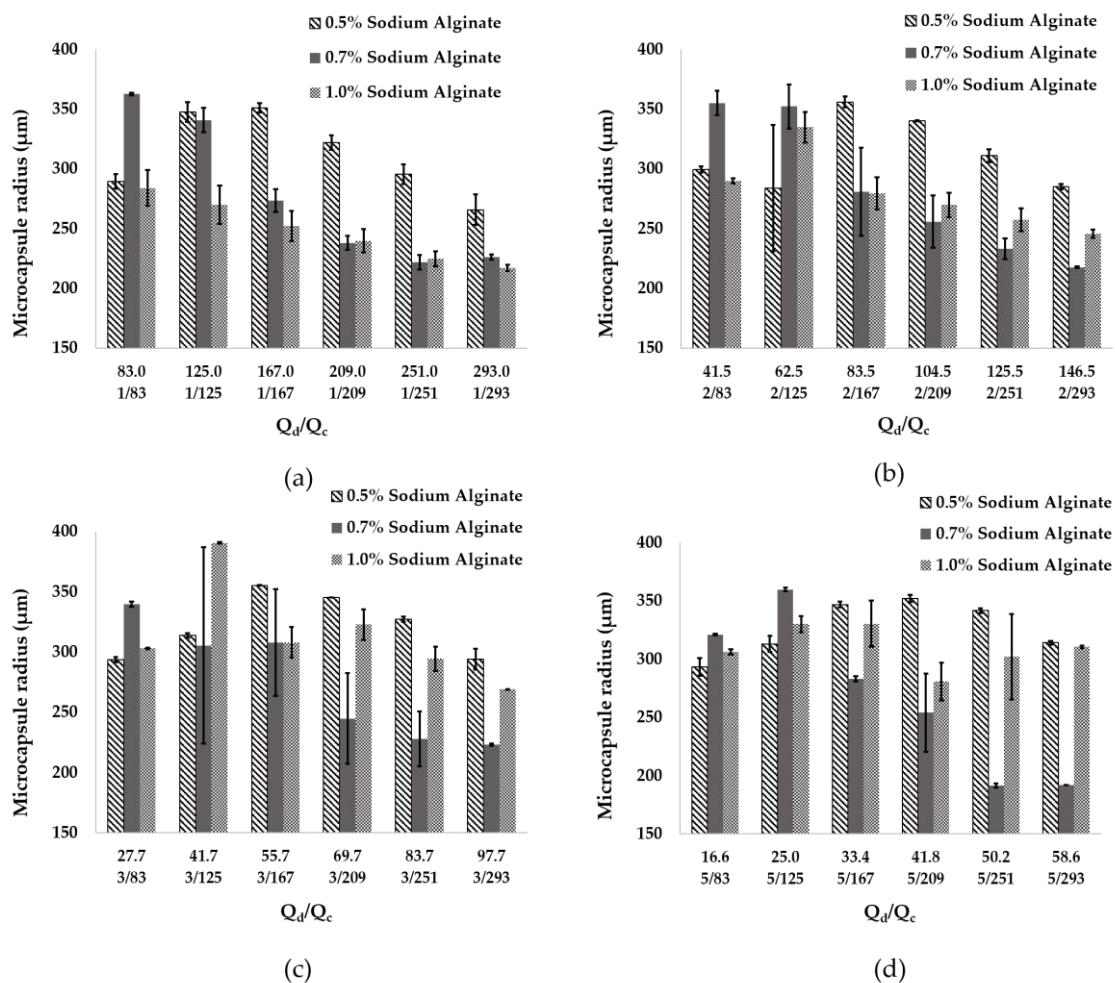 0.5% Sodium Alginate
0.7% Sodium Alginate
1.0% Sodium Alginate
Microcapsule radius (µm)
400
350
300
250
200
150
83.0 125.0 167.0 209.0 251.0 293.0
1/83 1/125 1/167 1/209 1/251 1/293
Qd/Qc
(a)
0.5% Sodium Alginate
0.7% Sodium Alginate
1.0% Sodium Alginate
Microcapsule radius (µm)
400
350
300
250
200
150
41.5 62.5 83.5 104.5 125.5 146.5
2/83 2/125 2/167 2/209 2/251 2/293
Qd/Qc
(b)
0.5% Sodium Alginate
0.7% Sodium Alginate
1.0% Sodium Alginate
Microcapsule radius (µm)
400
350
300
250
200
150
27.7 41.7 55.7 69.7 83.7 97.7
3/83 3/125 3/167 3/209 3/251 3/293
Qd/Qc
(c)
0.5% Sodium Alginate
0.7% Sodium Alginate
1.0% Sodium Alginate
Microcapsule radius (µm)
400
350
300
250
200
150
16.6 25.0 33.4 41.8 50.2 58.6
5/83 5/125 5/167 5/209 5/251 5/293
Qd/Qc
(d)